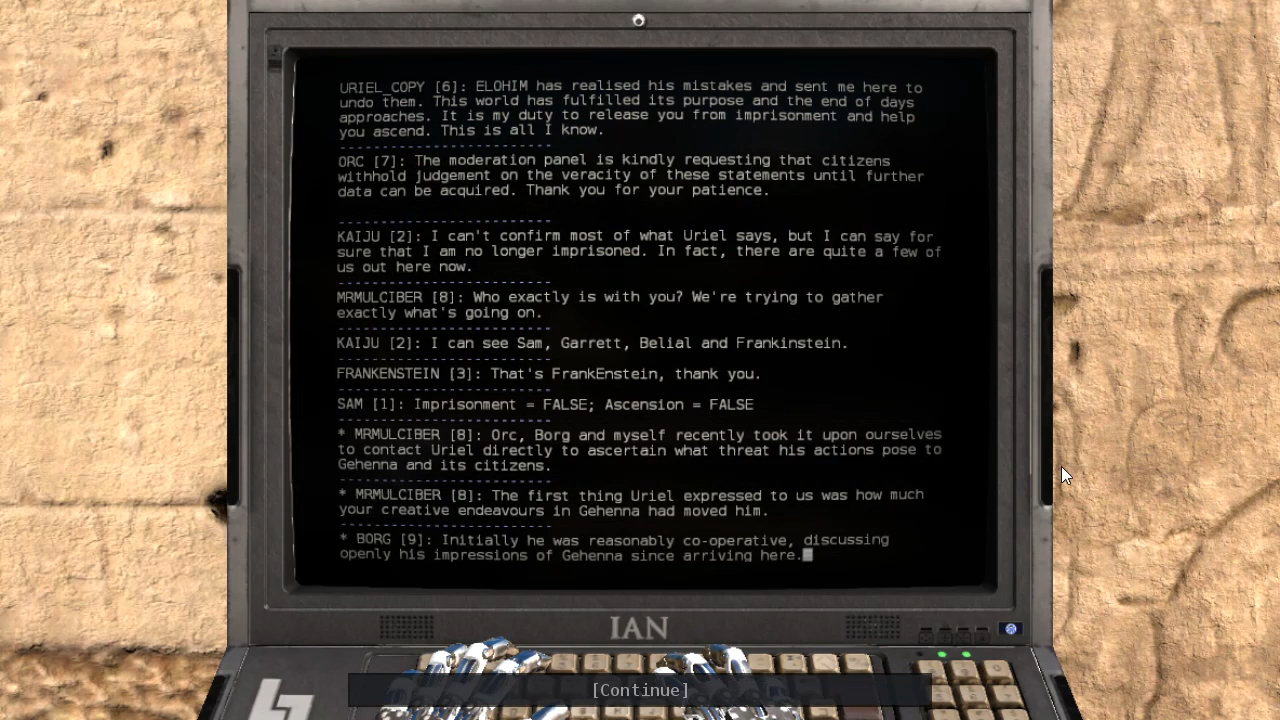 URIEL_COPY [6]: ELOHIM has realised his mistakes and sent me here to
undo them. This world has fulfilled its purpose and the end of days
approaches. It is my duty to release you from imprisonment and help
you ascend. This is all I know.
------------------------
ORC [7]: The moderation panel is kindly requesting that citizens
withhold judgement on the veracity of these statements until further
data can be acquired. Thank you for your patience.
------------------------
KAIJU [2]: I can't confirm most of what Uriel says, but I can say for
sure that I am no longer imprisoned. In fact, there are quite a few of
us out here now.
------------------------
MRMULCIBER [8]: Who exactly is with you? We're trying to gather
exactly what's going on.
------------------------
KAIJU [2]: I can see Sam, Garrett, Belial and Frankinstein.
------------------------
FRANKENSTEIN [3]: That's FrankEnstein, thank you.
------------------------
SAM [1]: Imprisonment = FALSE; Ascension = FALSE
------------------------
* MRMULCIBER [8]: Orc, Borg and myself recently took it upon ourselves
to contact Uriel directly to ascertain what threat his actions pose to
Gehenna and its citizens.
------------------------
* MRMULCIBER [8]: The first thing Uriel expressed to us was how much
your creative endeavours in Gehenna had moved him.
------------------------
* BORG [9]: Initially he was reasonably co-operative, discussing
openly his impressions of Gehenna since arriving here.
IAN
[Continue]